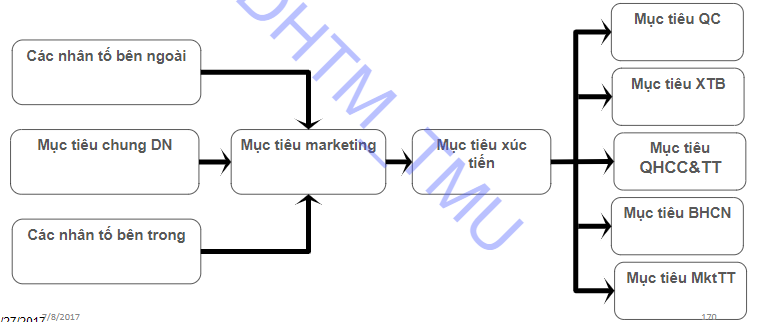 Mục tiêu QC
Các nhân tố bên ngoài
Mục tiêu XTB
Mục tiêu chung DN
Mục tiêu marketing
Mục tiêu xúc
tiến
Mục tiêu
QHCC&TT
Mục tiêu BHCN
Các nhân tố bên trong
Mục tiêu MktTT
DHTM_TMU
/27/2017
7/8/2017
170